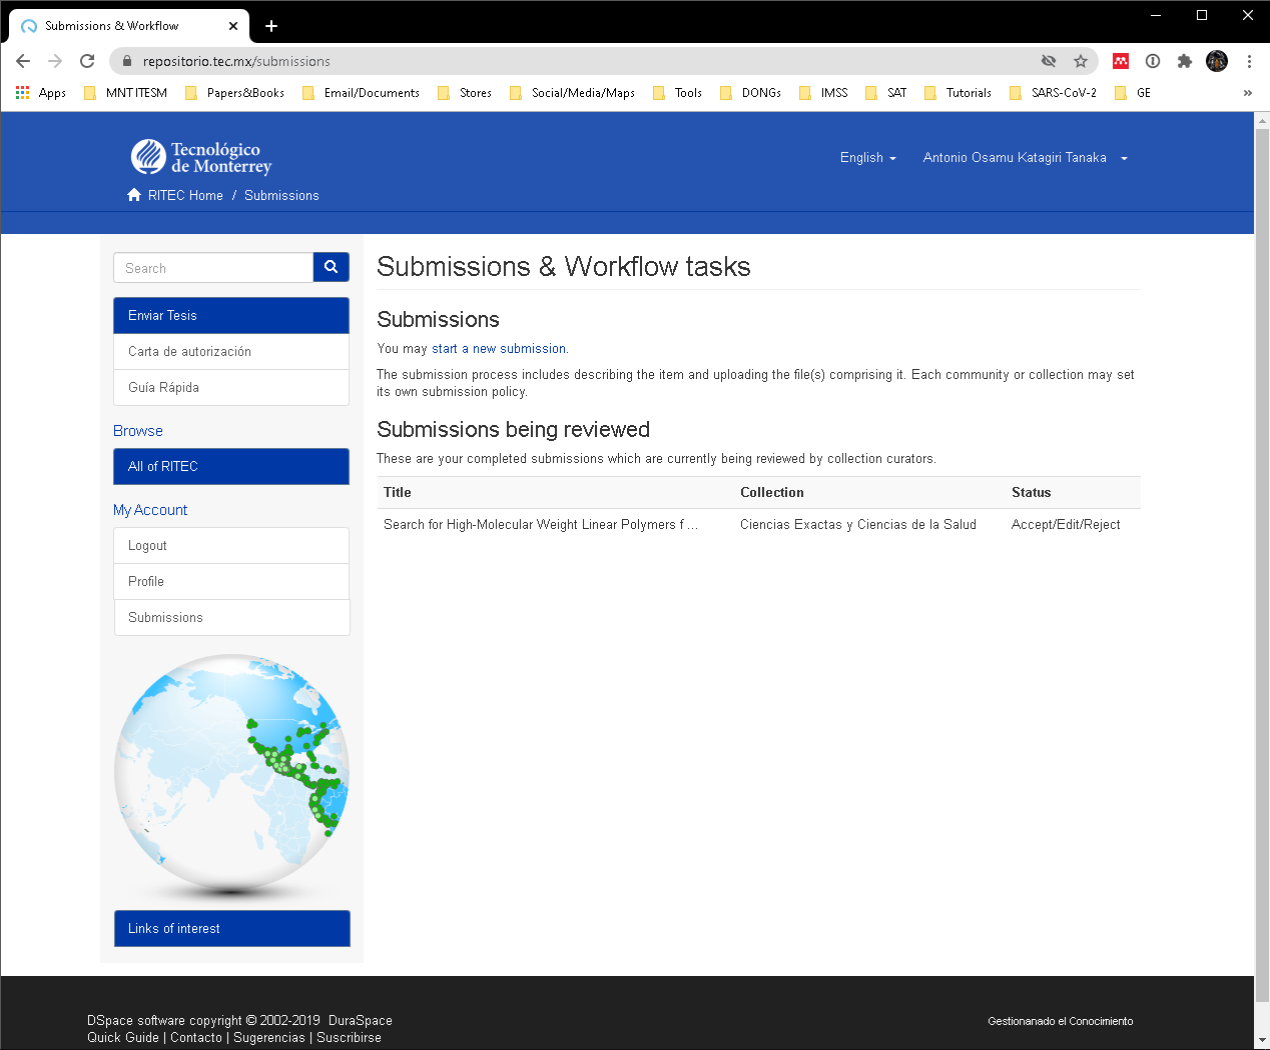 Submissions & Workflow
repositorio.tec.mx/submissions
Apps MNT ITESM Papers&Books Email/Documents Stores Social/Media/Maps Tools DONGs IMSS SAT Tutorials SARS-CoV-2 GE »
Tecnológico
de Monterrey
English Antonio Osamu Katagiri Tanaka
RITEC Home / Submissions
Search
Enviar Tesis
Carta de autorización
Guía Rápida
Browse
All of RITEC
My Account
Logout
Profile
Submissions
Links of interest
Submissions & Workflow tasks
Submissions
You may start a new submission.
The submission process includes describing the item and uploading the file(s) comprising it. Each community or collection may set
its own submission policy.
Submissions being reviewed
These are your completed submissions which are currently being reviewed by collection curators.
Title Collection Status
Search for High-Molecular Weight Linear Polymers f ... Ciencias Exactas y Ciencias de la Salud Accept/Edit/Reject
DSpace software copyright © 2002-2019 DuraSpace
Quick Guide | Contacto | Sugerencias | Suscribirse
Gestionanado el Conocimiento